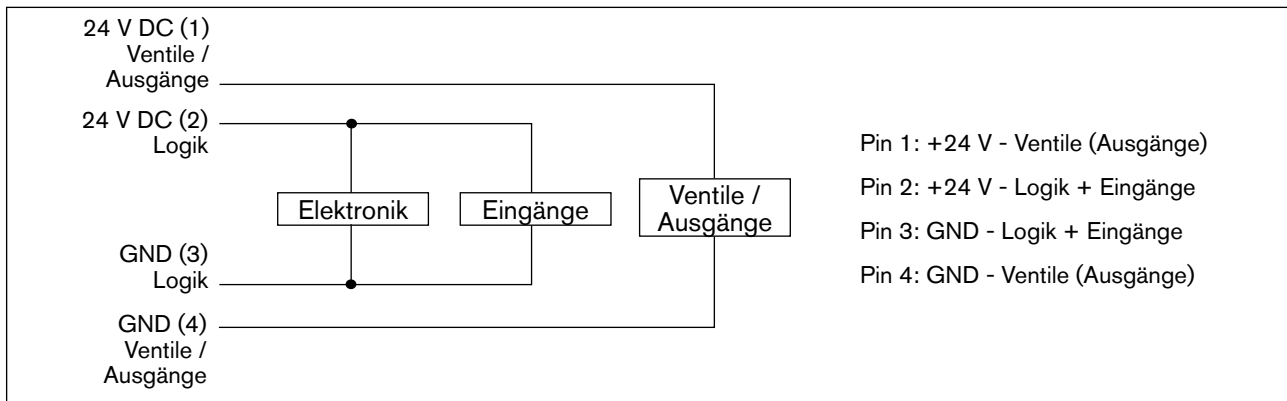 24 V DC (1)
Ventile /
Ausgänge
24 V DC (2)
Logik
Elektronik
Eingänge
Ventile /
Ausgänge
GND (3)
Logik
GND (4)
Ventile /
Ausgänge
Pin 1: +24 V - Ventile (Ausgänge)
Pin 2: +24 V - Logik + Eingänge
Pin 3: GND - Logik + Eingänge
Pin 4: GND - Ventile (Ausgänge)